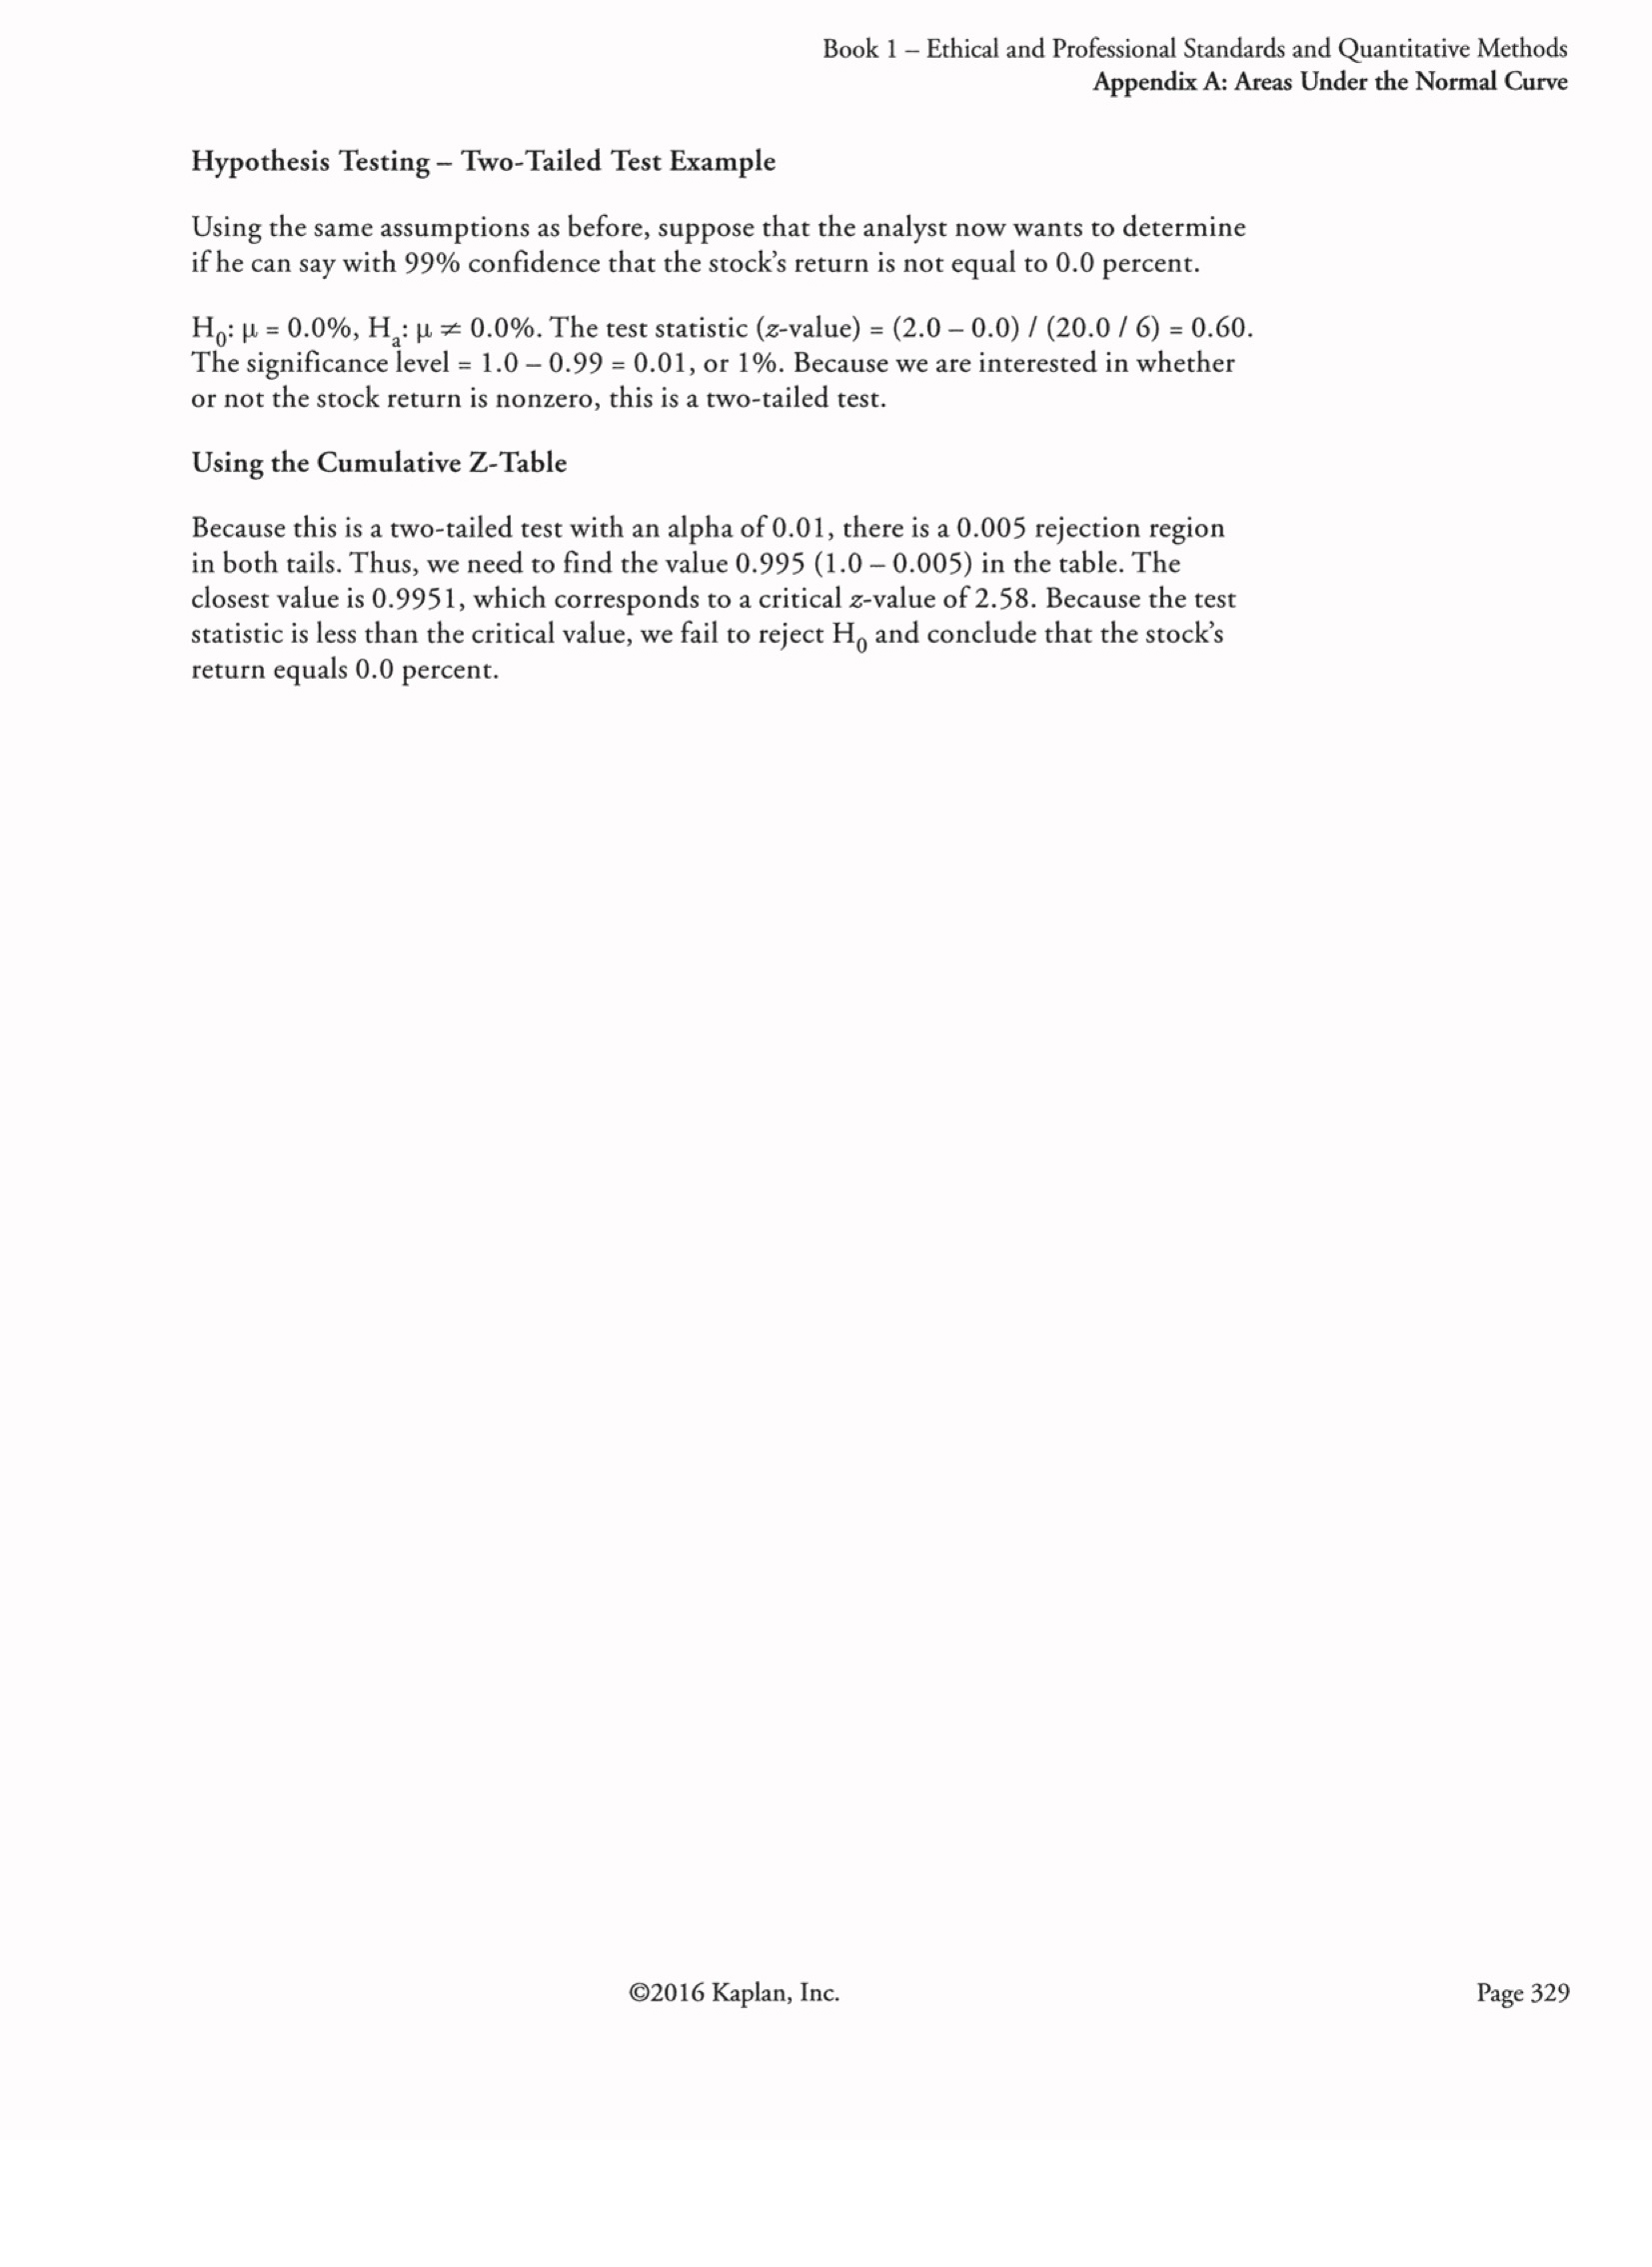 Book 1 – Ethical and Professional Standards and Quantitative Methods
Appendix A: Areas Under the Normal Curve
Hypothesis Testing – Two-Tailed Test Example
Using the same assumptions as before, suppose that the analyst now wants to determine
if he can say with 99% confidence that the stock’s return is not equal to 0.0 percent.
H₀: μ = 0.0%, Hₐ: μ ≠ 0.0%. The test statistic (z-value) = (2.0 – 0.0) / (20.0 / 6) = 0.60.
The significance level = 1.0 – 0.99 = 0.01, or 1%. Because we are interested in whether
or not the stock return is nonzero, this is a two-tailed test.
Using the Cumulative Z-Table
Because this is a two-tailed test with an alpha of 0.01, there is a 0.005 rejection region
in both tails. Thus, we need to find the value 0.995 (1.0 – 0.005) in the table. The
closest value is 0.9951, which corresponds to a critical z-value of 2.58. Because the test
statistic is less than the critical value, we fail to reject H₀ and conclude that the stock’s
return equals 0.0 percent.
©2016 Kaplan, Inc.
Page 329